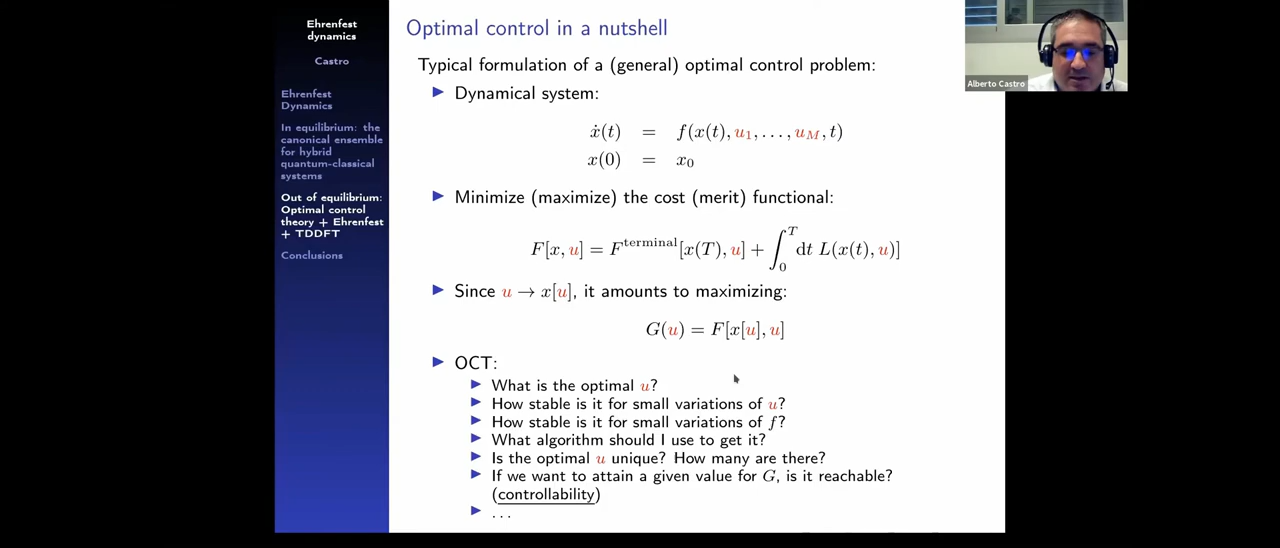 Ehrenfest
dynamics
Castro
Ehrenfest
Dynamics
In equilibrium: the
canonical ensemble
for hybrid
quantum-classical
systems
Out of equilibrium:
Optimal control
theory + Ehrenfest
+ TDDFT
Conclusions
Optimal control in a nutshell
Typical formulation of a (general) optimal control problem:
Dynamical system:
ẋ(t) = f(x(t), u₁, . . . , u_M, t)
x(0) = x₀
Minimize (maximize) the cost (merit) functional:
F[x, u] = F^terminal[x(T), u] + ∫₀ᵀ dt L(x(t), u)]
Since u → x[u], it amounts to maximizing:
G(u) = F[x[u], u]
OCT:
What is the optimal u?
How stable is it for small variations of u?
How stable is it for small variations of f?
What algorithm should I use to get it?
Is the optimal u unique? How many are there?
If we want to attain a given value for G, is it reachable?
(controllability)
. . .
Alberto Castro